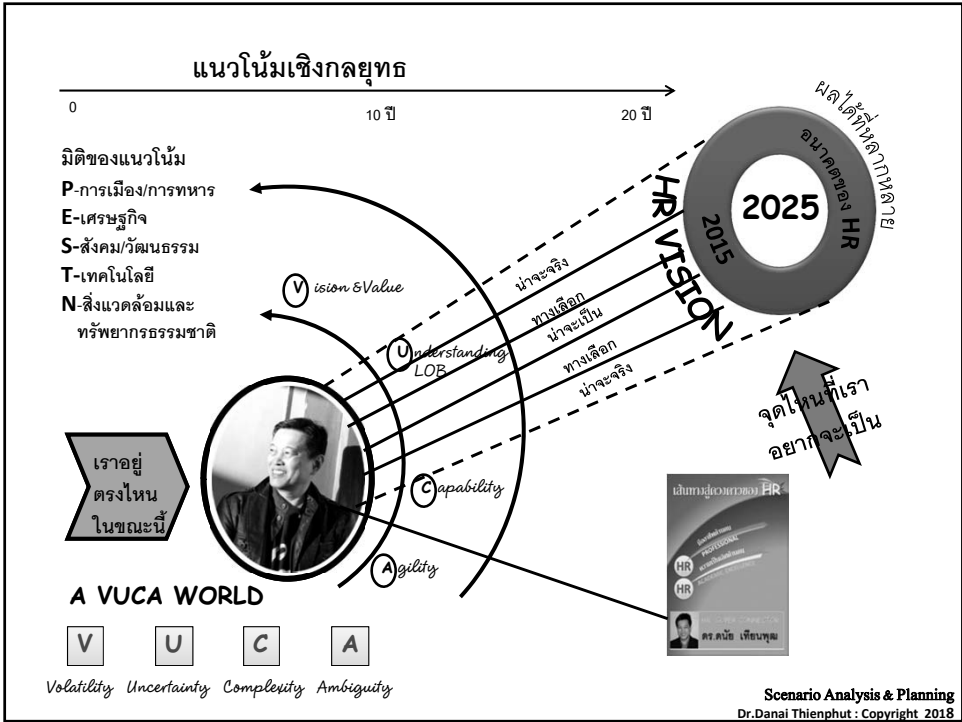 แนวโน้มเชิงกลยุทธ
0
10 ปี
20 ปี
มิติของแนวโน้ม
P-การเมือง/การทหาร
E-เศรษฐกิจ
S-สังคม/วัฒนธรรม
T-เทคโนโลยี
N-สิ่งแวดล้อมและ
ทรัพยากรธรรมชาติ
Vision &Value
Understanding
LOB
Capability
Agility
น่าจะจริง
ทางเลือก
น่าจะเป็น
ทางเลือก
น่าจะจริง
HR VISION
2015
2025
อนาคตของ HR
ผลได้ที่หลากหลาย
จุดไหนที่เรา
อยากจะเป็น
เราอยู่
ตรงไหน
ในขณะนี้
เส้นทางสู่ดวงดาวของ HR
PROFESSIONAL
HR
HR
ACADEMIC EXCELLENCE
ดร.ดนัย เทียนพุฒ
A VUCA WORLD
V U C A
Volatility Uncertainty Complexity Ambiguity
Scenario Analysis & Planning
Dr.Danai Thienphut : Copyright 2018